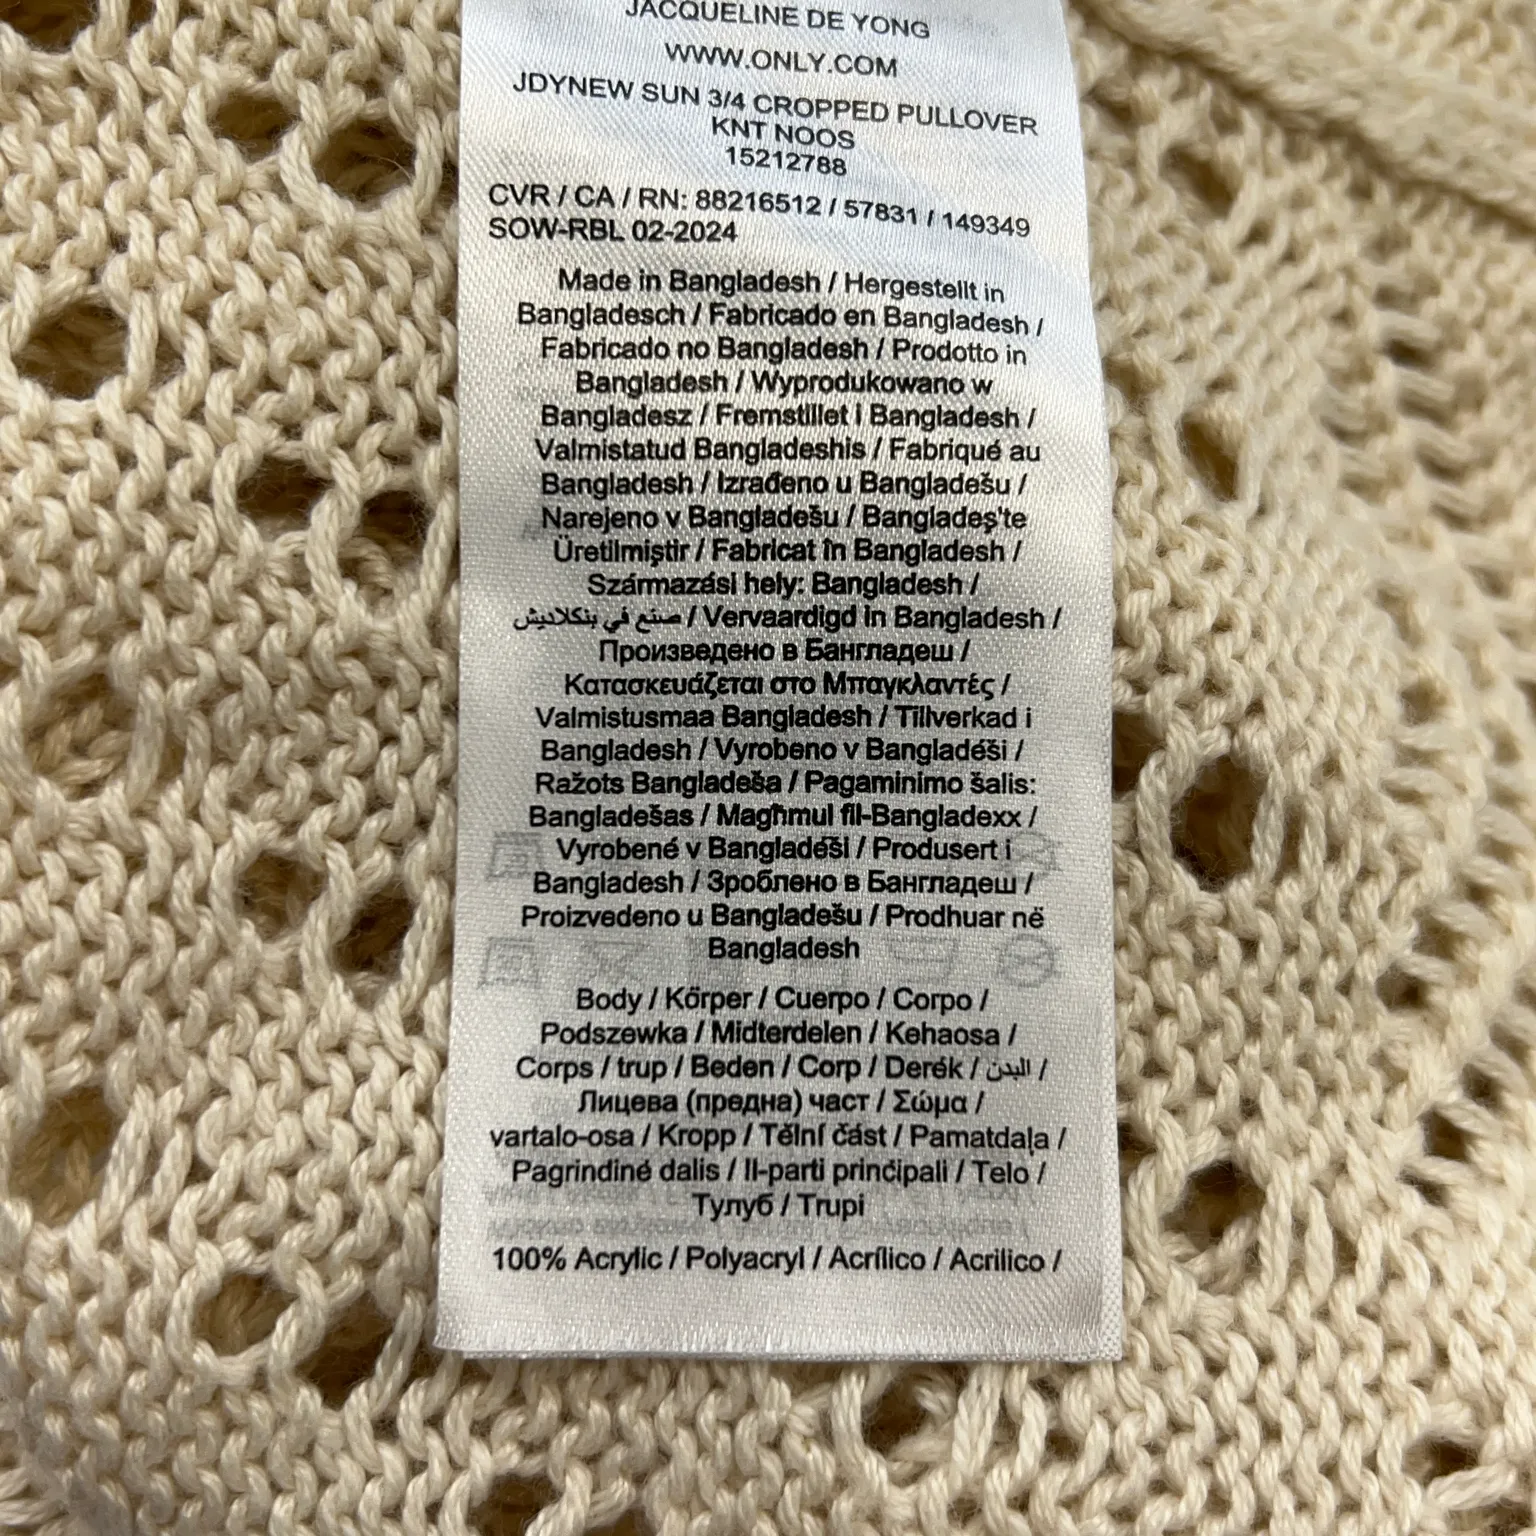 JACQUELINE DE YONG
WWW.ONLY.COM
JDYNEW SUN 3/4 CROPPED PULLOVER
KNT NOOS
15212788
CVR / CA / RN: 88216512 / 57831 / 149349
SOW-RBL 02-2024
Made in Bangladesh / Hergestellt in
Bangladesch / Fabricado en Bangladesh /
Fabricado no Bangladesh / Prodotto in
Bangladesh / Wyprodukowano w
Bangladesz / Fremstillet i Bangladesh /
Valmistatud Bangladeshis / Fabriqué au
Bangladesh / Izrađeno u Bangladešu /
Narejeno v Bangladešu / Bangladeş'te
Üretilmiştir / Fabricat în Bangladesh /
Származási hely: Bangladesh /
صنع في بنكلاديش / Vervaardigd in Bangladesh /
Произведено в Бангладеш /
Κατασκευάζεται στο Μπαγκλαντές /
Valmistusmaa Bangladesh / Tillverkad i
Bangladesh / Vyrobeno v Bangladéši /
Ražots Bangladeša / Pagaminimo šalis:
Bangladešas / Magħmul fil-Bangladexx /
Vyrobené v Bangladéši / Produsert i
Bangladesh / Зроблено в Бангладеш /
Proizvedeno u Bangladešu / Prodhuar në
Bangladesh
Body / Körper / Cuerpo / Corpo /
Podszewka / Midterdelen / Kehaosa /
Corps / trup / Beden / Corp / Derék / البدن /
Лицева (предна) част / Σώμα /
vartalo-osa / Kropp / Tělní část / Pamatdaļa /
Pagrindiné dalis / Il-parti prinċipali / Telo /
Тулуб / Trupi
100% Acrylic / Polyacryl / Acrílico / Acrilico /